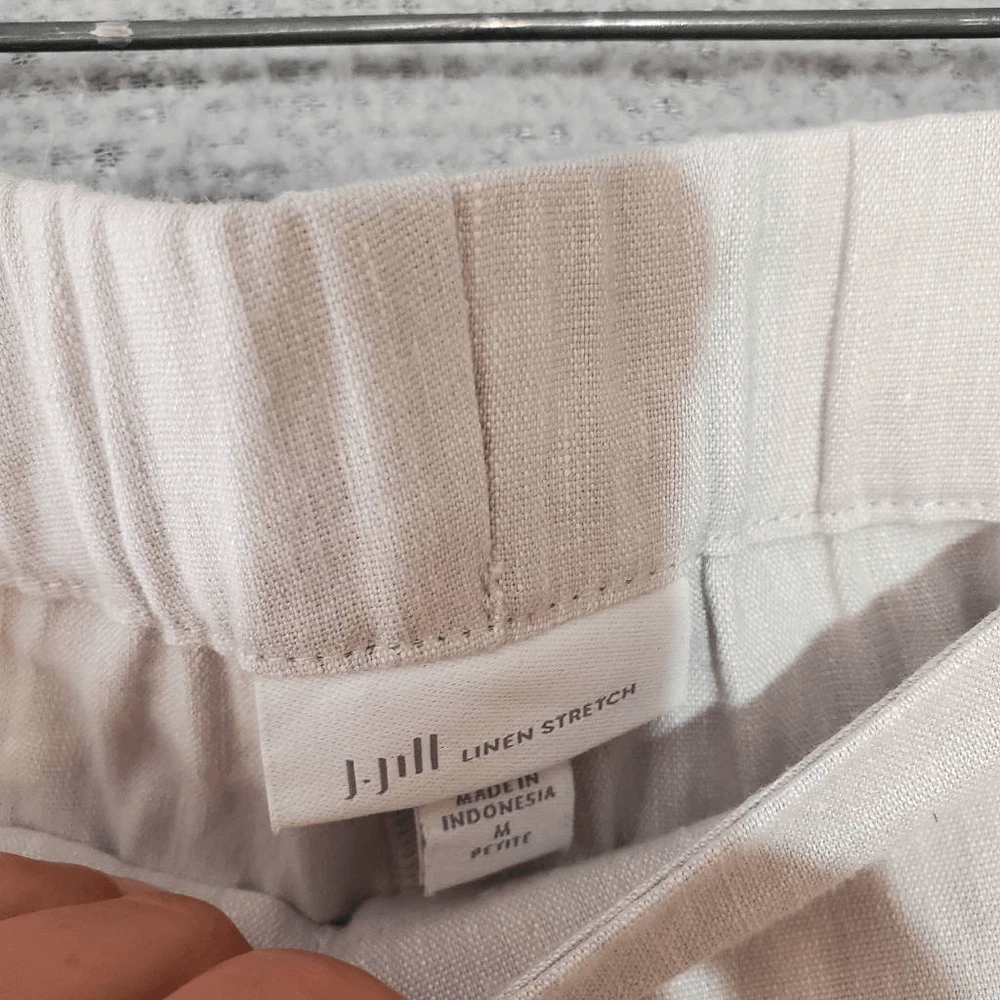 J.Jill LINEN STRETCH
MADE IN
INDONESIA
M
PETITE